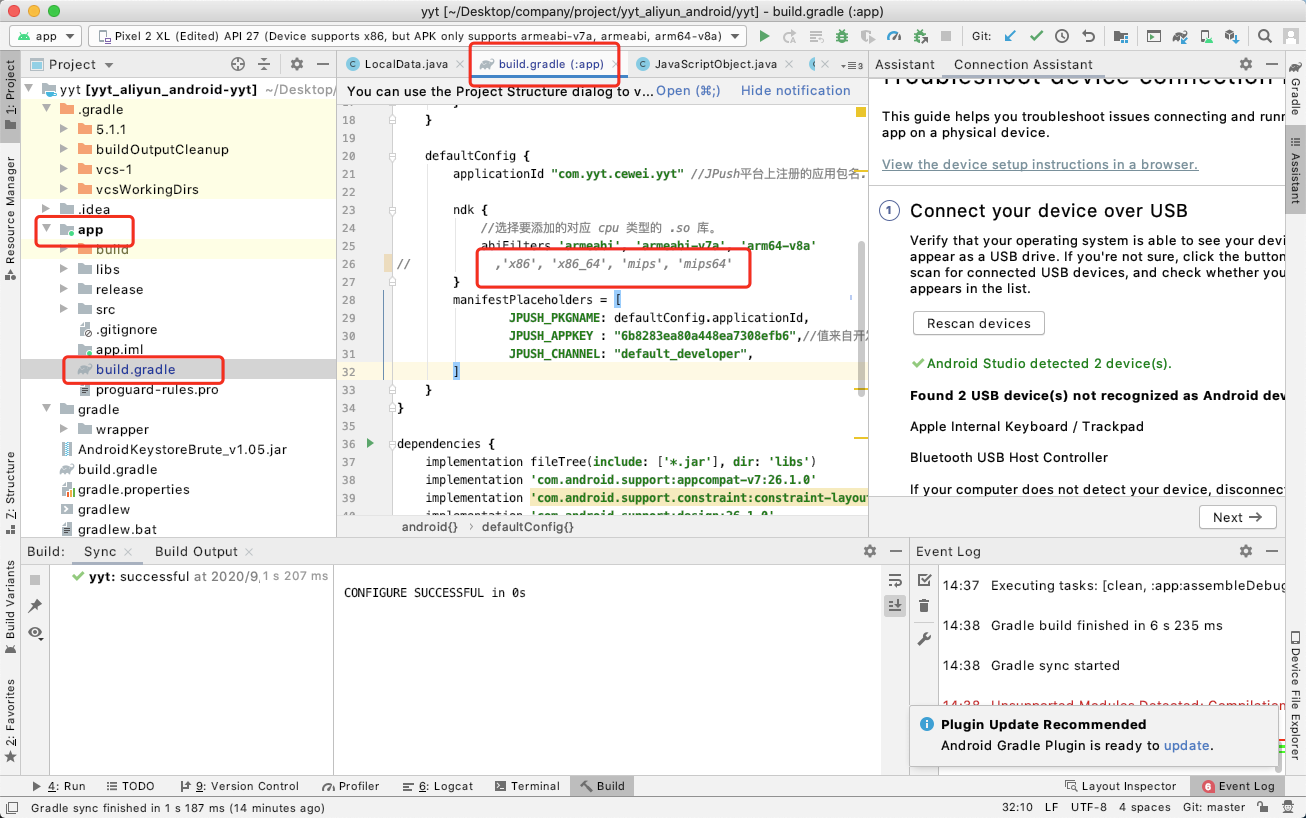 yyt [~/Desktop/company/project/yyt_aliyun_android/yyt] - build.gradle (:app)
app
Pixel 2 XL (Edited) API 27 (Device supports x86, but APK only supports armeabi-v7a, armeabi, arm64-v8a)
Git:
1: Project
Resource Manager
Z: Structure
Build Variants
2: Favorites
Project
yyt [yyt_aliyun_android-yyt] ~/Desktop/
.gradle
5.1.1
buildOutputCleanup
vcs-1
vcsWorkingDirs
.idea
app
build
libs
release
src
.gitignore
app.iml
build.gradle
proguard-rules.pro
gradle
wrapper
AndroidKeystoreBrute_v1.05.jar
build.gradle
gradle.properties
gradlew
gradlew.bat
LocalData.java
build.gradle (:app)
JavaScriptObject.java
3
You can use the Project Structure dialog to v... Open (⌘;) Hide notification
18 }
19
20 defaultConfig {
21 applicationId "com.yyt.cewei.yyt" //JPush平台上注册的应用包名.
22
23 ndk {
24 //选择要添加的对应 cpu 类型的 .so 库。
25 abiFilters 'armeabi', 'armeabi-v7a', 'arm64-v8a'
26 // ,'x86', 'x86_64', 'mips', 'mips64'
27 }
28 manifestPlaceholders = [
29 JPUSH_PKGNAME: defaultConfig.applicationId,
30 JPUSH_APPKEY : "6b8283ea80a448ea7308efb6",//值来自开发
31 JPUSH_CHANNEL: "default_developer",
32 ]
33 }
34 }
35
36 dependencies {
37 implementation fileTree(include: ['*.jar'], dir: 'libs')
38 implementation 'com.android.support:appcompat-v7:26.1.0'
39 implementation 'com.android.support.constraint:constraint-layou
implementation 'com.android.support:design:26.1.0'
android{} › defaultConfig{}
Assistant Connection Assistant
Troubleshoot device connection
This guide helps you troubleshoot issues connecting and runn
app on a physical device.
View the device setup instructions in a browser.
1 Connect your device over USB
Verify that your operating system is able to see your devi
appear as a USB drive. If you're not sure, click the button
scan for connected USB devices, and check whether you
appears in the list.
Rescan devices
Android Studio detected 2 device(s).
Found 2 USB device(s) not recognized as Android dev
Apple Internal Keyboard / Trackpad
Bluetooth USB Host Controller
If your computer does not detect your device, disconnect
Next →
Gradle
Assistant
Device File Explorer
Build: Sync Build Output
yyt: successful at 2020/9, 1 s 207 ms
CONFIGURE SUCCESSFUL in 0s
Event Log
14:37 Executing tasks: [clean, :app:assembleDebug
14:38 Gradle build finished in 6 s 235 ms
14:38 Gradle sync started
14:38 Unsupported Modules Detected: Compilation
Plugin Update Recommended
Android Gradle Plugin is ready to update.
4: Run
TODO
9: Version Control
Profiler
6: Logcat
Terminal
Build
Layout Inspector
6 Event Log
Gradle sync finished in 1 s 187 ms (14 minutes ago)
32:10 LF UTF-8 4 spaces Git: master